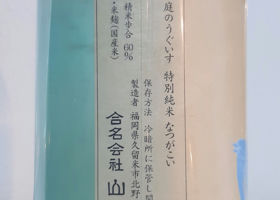 庭のうぐいす 特別純米 なつがこい
保存方法 冷暗所に保管し
製造者 福岡県久留米市北野
合名会社 山
精米歩合 60%
・米麹(国産米)